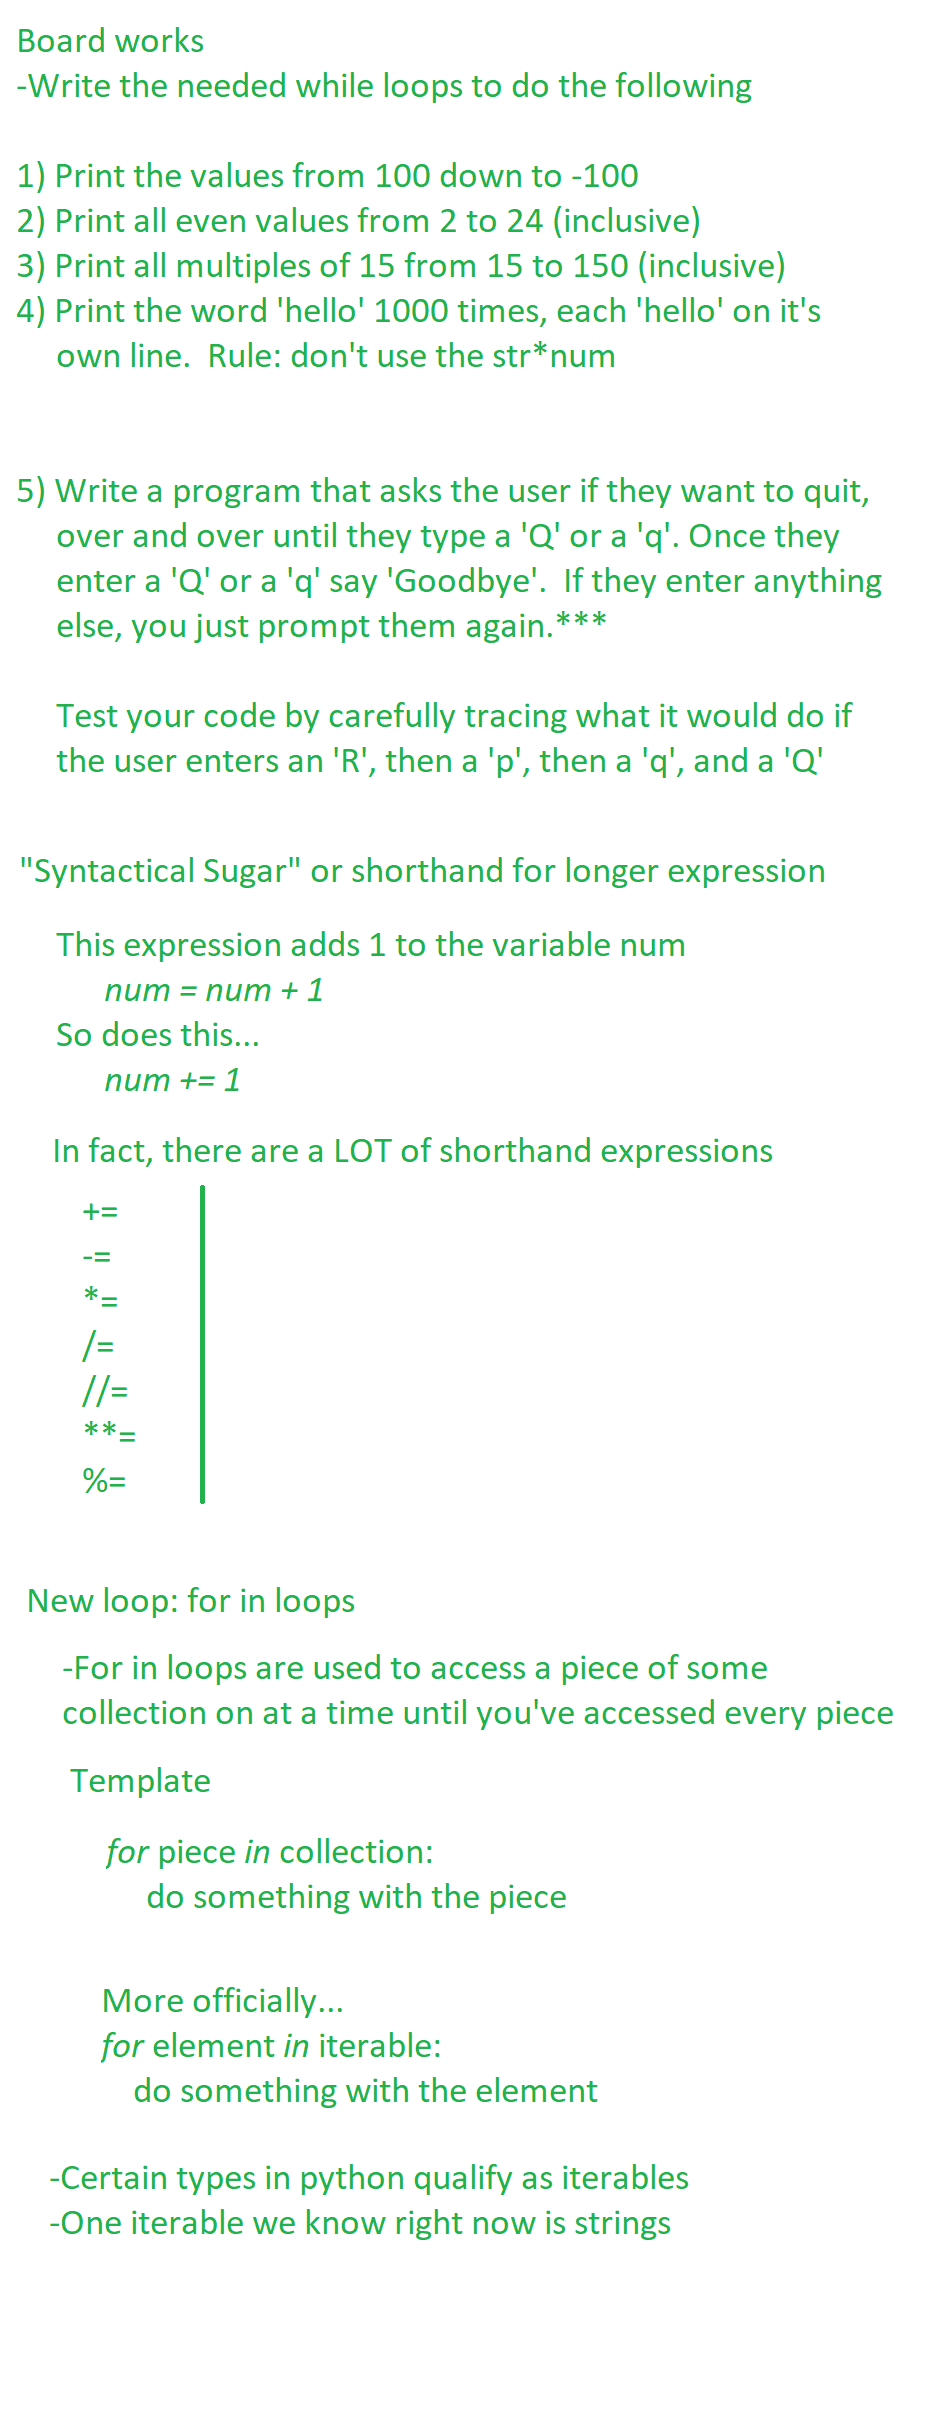 Board works
-Write the needed while loops to do the following
1) Print the values from 100 down to -100
2) Print all even values from 2 to 24 (inclusive)
3) Print all multiples of 15 from 15 to 150 (inclusive)
4) Print the word 'hello' 1000 times, each 'hello' on it's
own line.  Rule: don't use the str*num
5) Write a program that asks the user if they want to quit,
over and over until they type a 'Q' or a 'q'. Once they
enter a 'Q' or a 'q' say 'Goodbye'.  If they enter anything
else, you just prompt them again.***
Test your code by carefully tracing what it would do if
the user enters an 'R', then a 'p', then a 'q', and a 'Q'
"Syntactical Sugar" or shorthand for longer expression
This expression adds 1 to the variable num
num = num + 1
So does this...
num += 1
In fact, there are a LOT of shorthand expressions
+=
-=
*=
/=
//=
**=
%=
New loop: for in loops
-For in loops are used to access a piece of some
collection on at a time until you've accessed every piece
Template
for piece in collection:
do something with the piece
More officially...
for element in iterable:
do something with the element
-Certain types in python qualify as iterables
-One iterable we know right now is strings